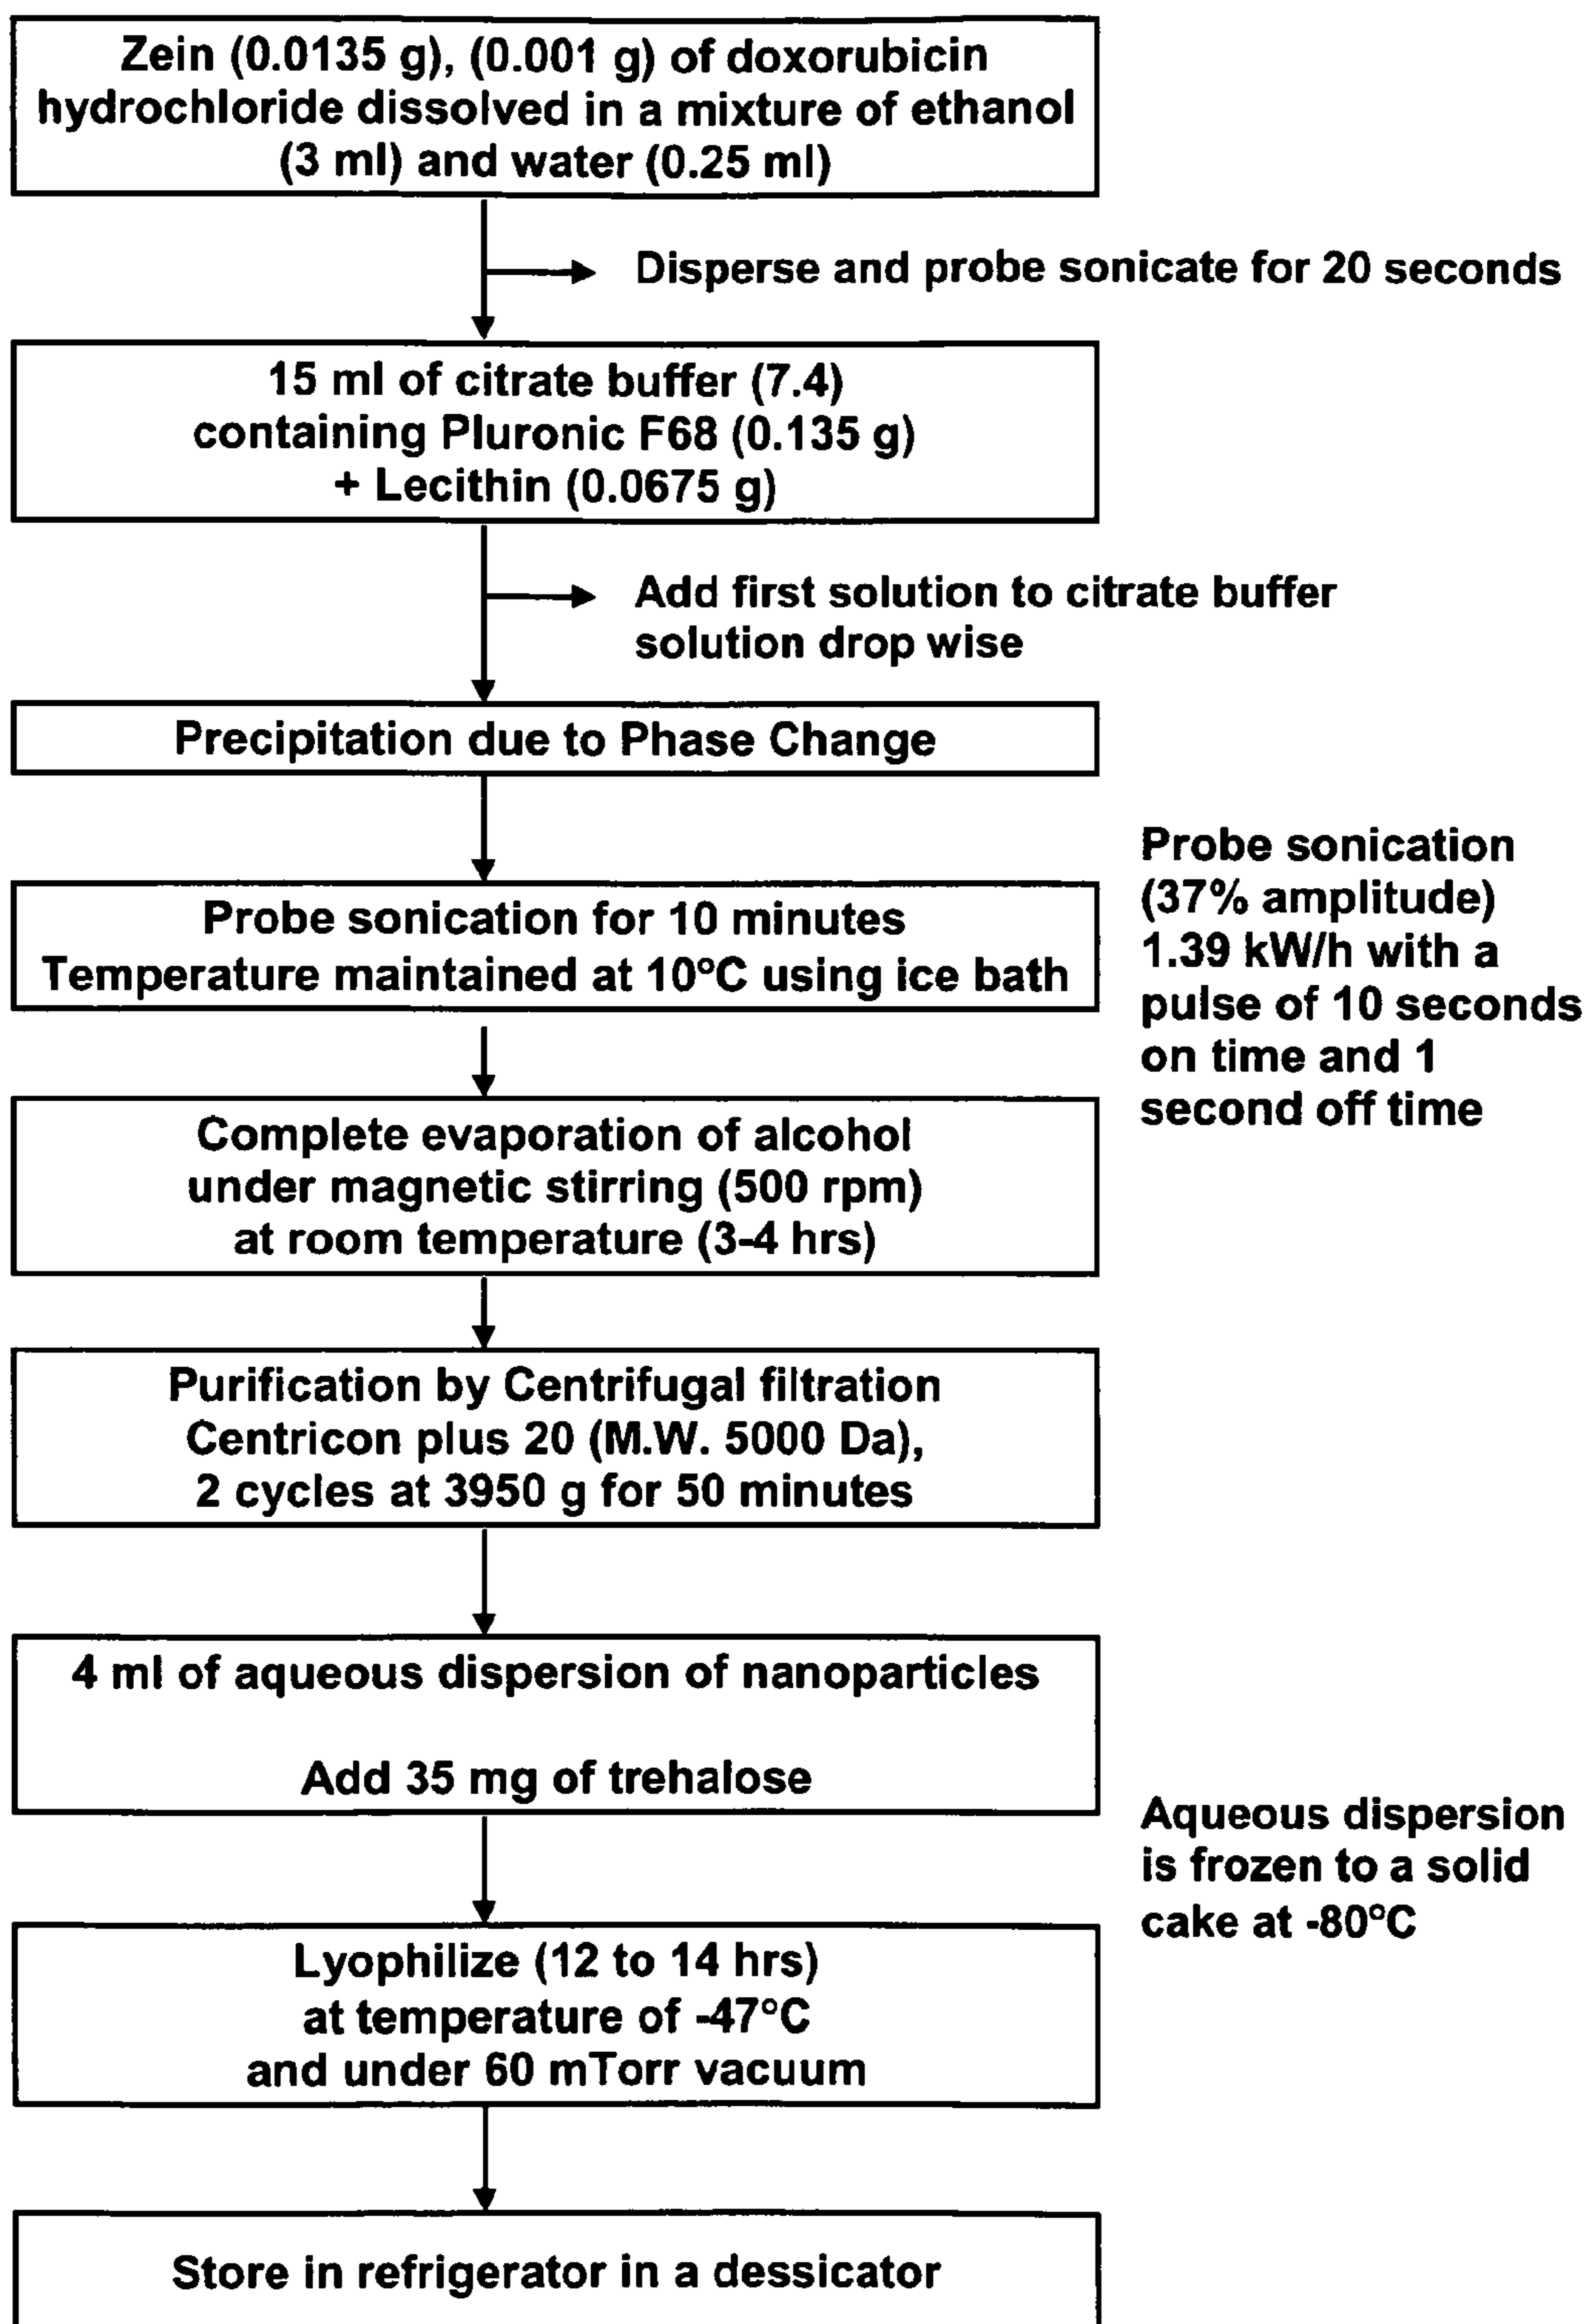 Zein (0.0135 g), (0.001 g) of doxorubicin
hydrochloride dissolved in a mixture of ethanol
(3 ml) and water (0.25 ml)
Disperse and probe sonicate for 20 seconds
15 ml of citrate buffer (7.4)
containing Pluronic F68 (0.135 g)
+ Lecithin (0.0675 g)
Add first solution to citrate buffer
solution drop wise
Precipitation due to Phase Change
Probe sonication for 10 minutes
Temperature maintained at 10°C using ice bath
Probe sonication
(37% amplitude)
1.39 kW/h with a
pulse of 10 seconds
on time and 1
second off time
Complete evaporation of alcohol
under magnetic stirring (500 rpm)
at room temperature (3-4 hrs)
Purification by Centrifugal filtration
Centricon plus 20 (M.W. 5000 Da),
2 cycles at 3950 g for 50 minutes
4 ml of aqueous dispersion of nanoparticles
Add 35 mg of trehalose
Aqueous dispersion
is frozen to a solid
cake at -80°C
Lyophilize (12 to 14 hrs)
at temperature of -47°C
and under 60 mTorr vacuum
Store in refrigerator in a dessicator